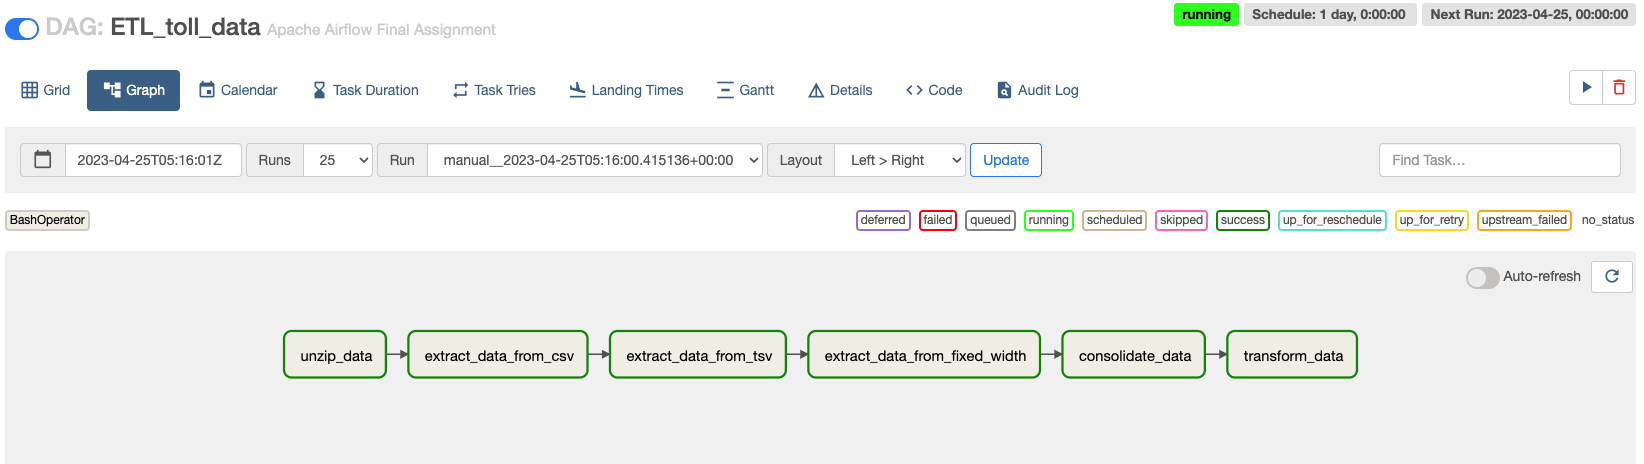 running Schedule: 1 day, 0:00:00 Next Run: 2023-04-25, 00:00:00
DAG: ETL_toll_data Apache Airflow Final Assignment
Grid Graph Calendar Task Duration Task Tries Landing Times Gantt Details Code Audit Log
2023-04-25T05:16:01Z Runs 25 Run manual__2023-04-25T05:16:00.415136+00:00 Layout Left > Right Update Find Task...
BashOperator deferred failed queued running scheduled skipped success up_for_reschedule up_for_retry upstream_failed no_status
Auto-refresh
unzip_data extract_data_from_csv extract_data_from_tsv extract_data_from_fixed_width consolidate_data transform_data